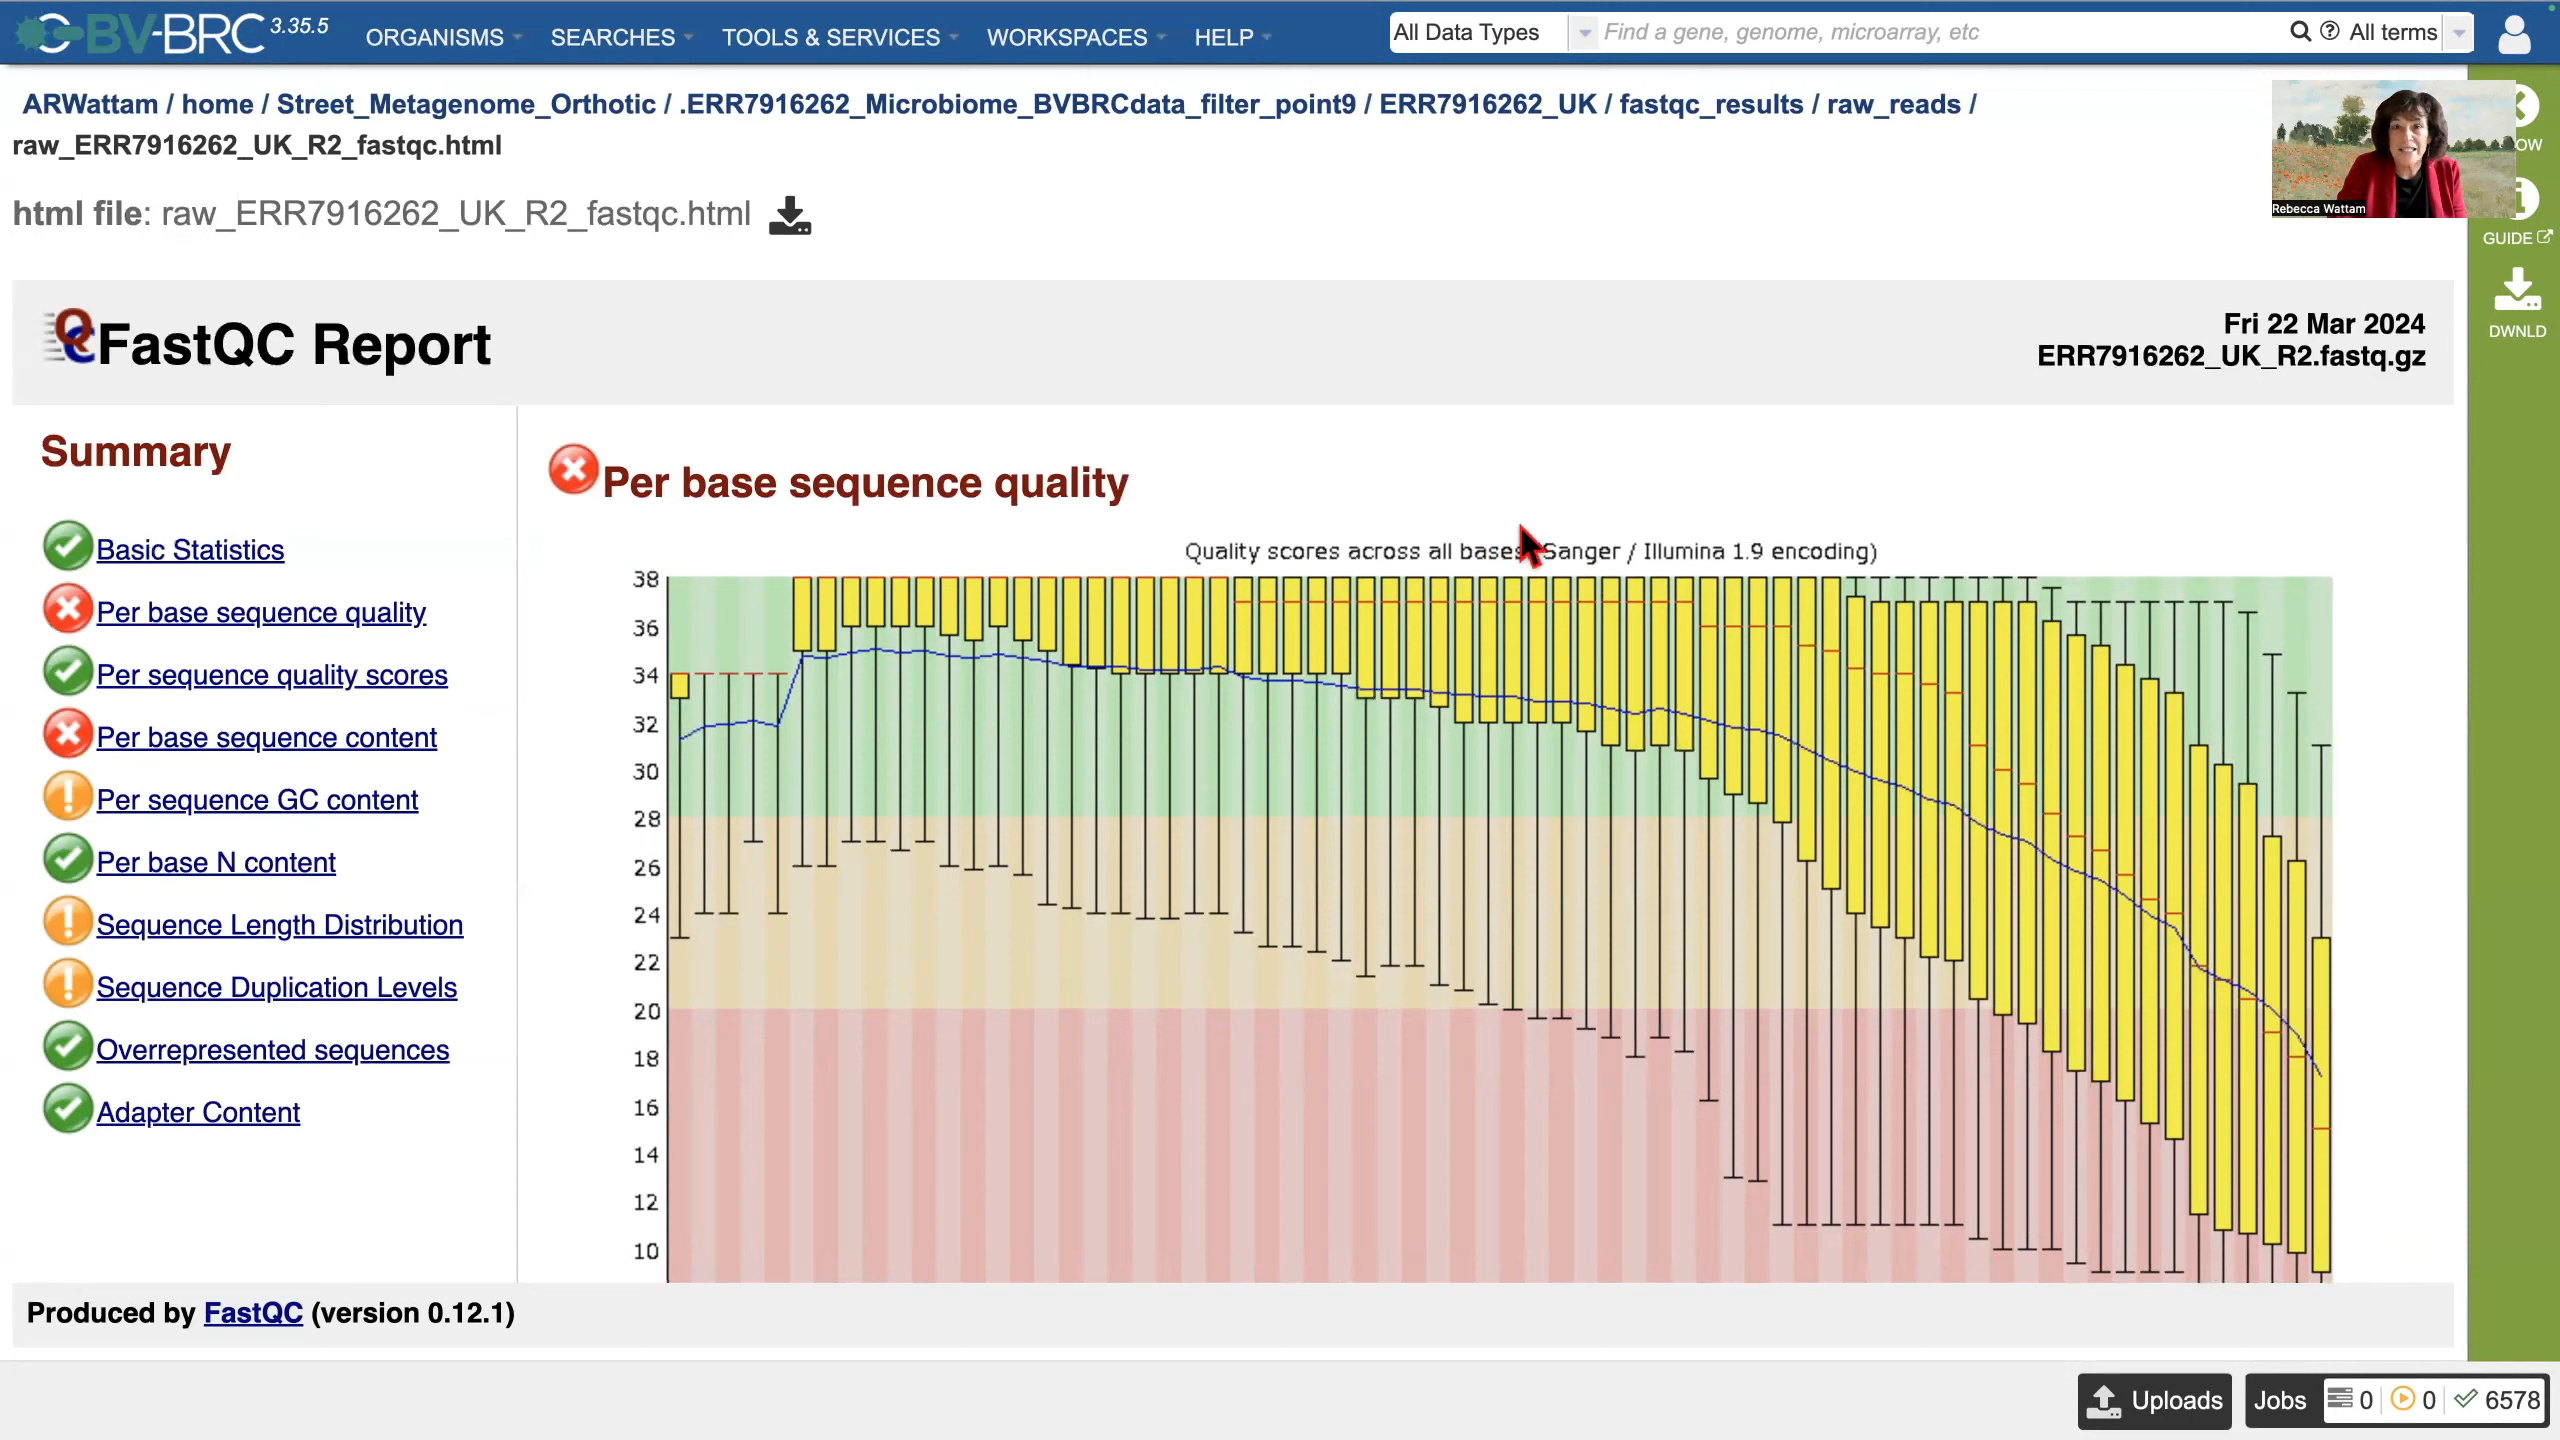 BV-BRC 3.35.5 ORGANISMS SEARCHES TOOLS & SERVICES WORKSPACES HELP All Data Types Find a gene, genome, microarray, etc All terms
ARWattam / home / Street_Metagenome_Orthotic / .ERR7916262_Microbiome_BVBRCdata_filter_point9 / ERR7916262_UK / fastqc_results / raw_reads /
raw_ERR7916262_UK_R2_fastqc.html
OW
Rebecca Wattam
html file: raw_ERR7916262_UK_R2_fastqc.html
GUIDE
DWNLD
FastQC Report
Fri 22 Mar 2024
ERR7916262_UK_R2.fastq.gz
Summary
Basic Statistics
Per base sequence quality
Per sequence quality scores
Per base sequence content
Per sequence GC content
Per base N content
Sequence Length Distribution
Sequence Duplication Levels
Overrepresented sequences
Adapter Content
Per base sequence quality
Quality scores across all bases Sanger / Illumina 1.9 encoding)
38
36
34
32
30
28
26
24
22
20
18
16
14
12
10
Produced by FastQC (version 0.12.1)
Uploads
Jobs 0 0 6578